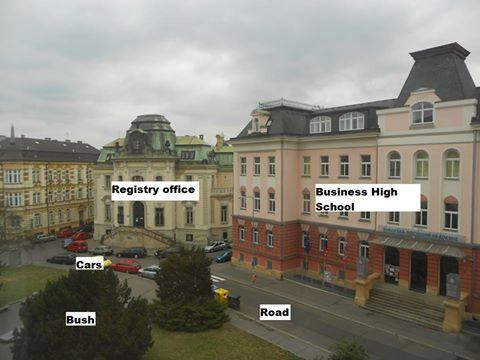 Registry office
Business High
School
Cars
Bush
Road